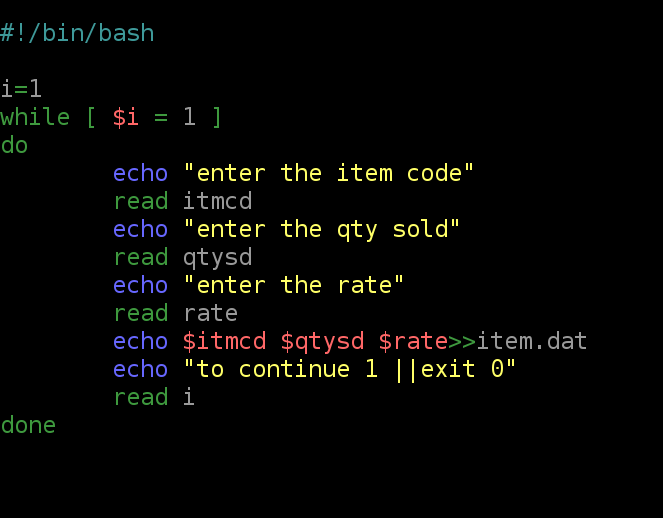 #!/bin/bash
i=1
while [ $i = 1 ]
do
echo "enter the item code"
read itmcd
echo "enter the qty sold"
read qtysd
echo "enter the rate"
read rate
echo $itmcd $qtysd $rate>>item.dat
echo "to continue 1 ||exit 0"
read i
done